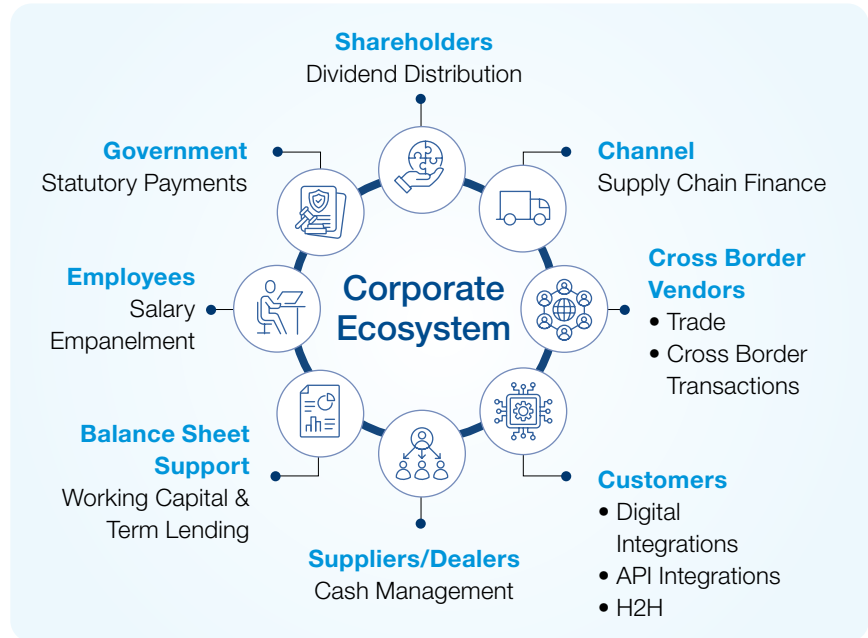 Shareholders
Dividend Distribution
Government
Statutory Payments
Channel
Supply Chain Finance
Employees
Salary
Empanelment
Corporate
Ecosystem
Cross Border
Vendors
• Trade
• Cross Border
Transactions
Balance Sheet
Support
Working Capital &
Term Lending
Suppliers/Dealers
Cash Management
Customers
• Digital
Integrations
• API Integrations
• H2H